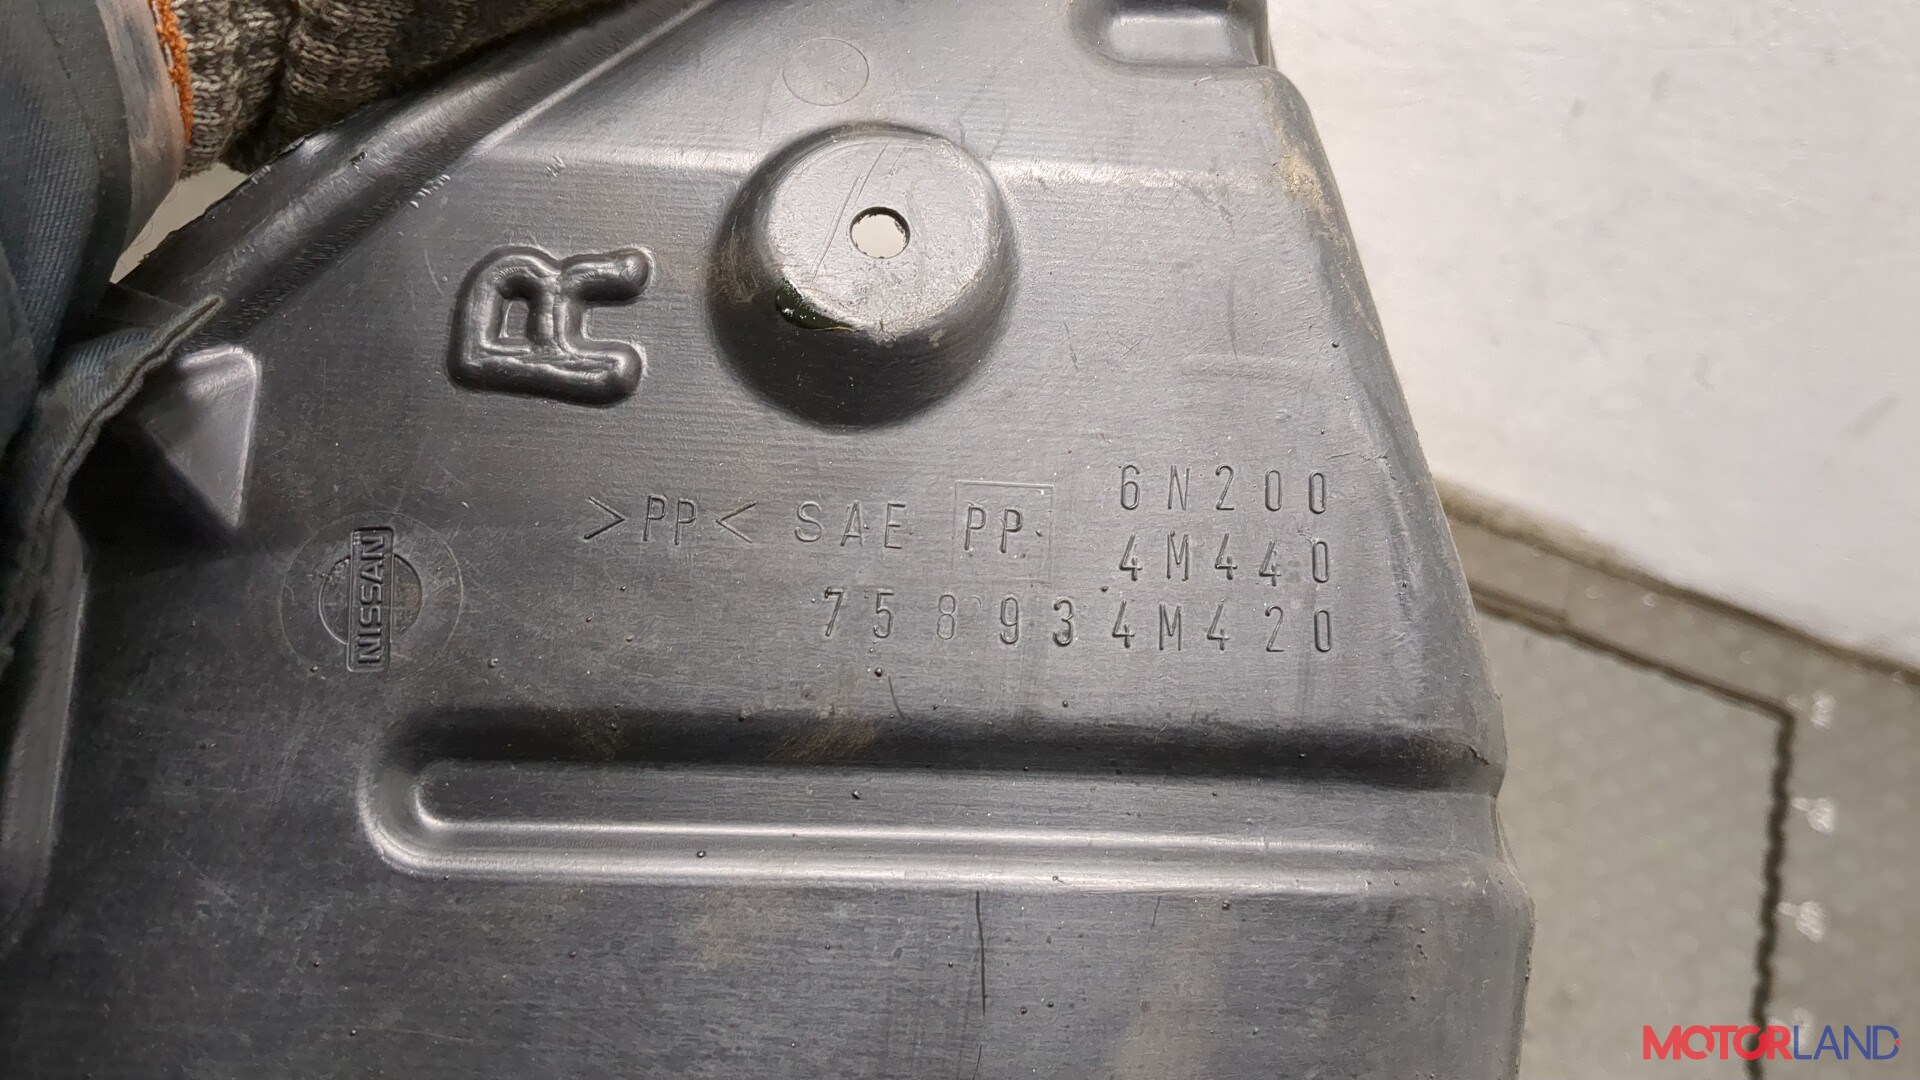 R
>PP< SAE PP 6N200
4M440
758934M420
NISSAN
MOTORLAND